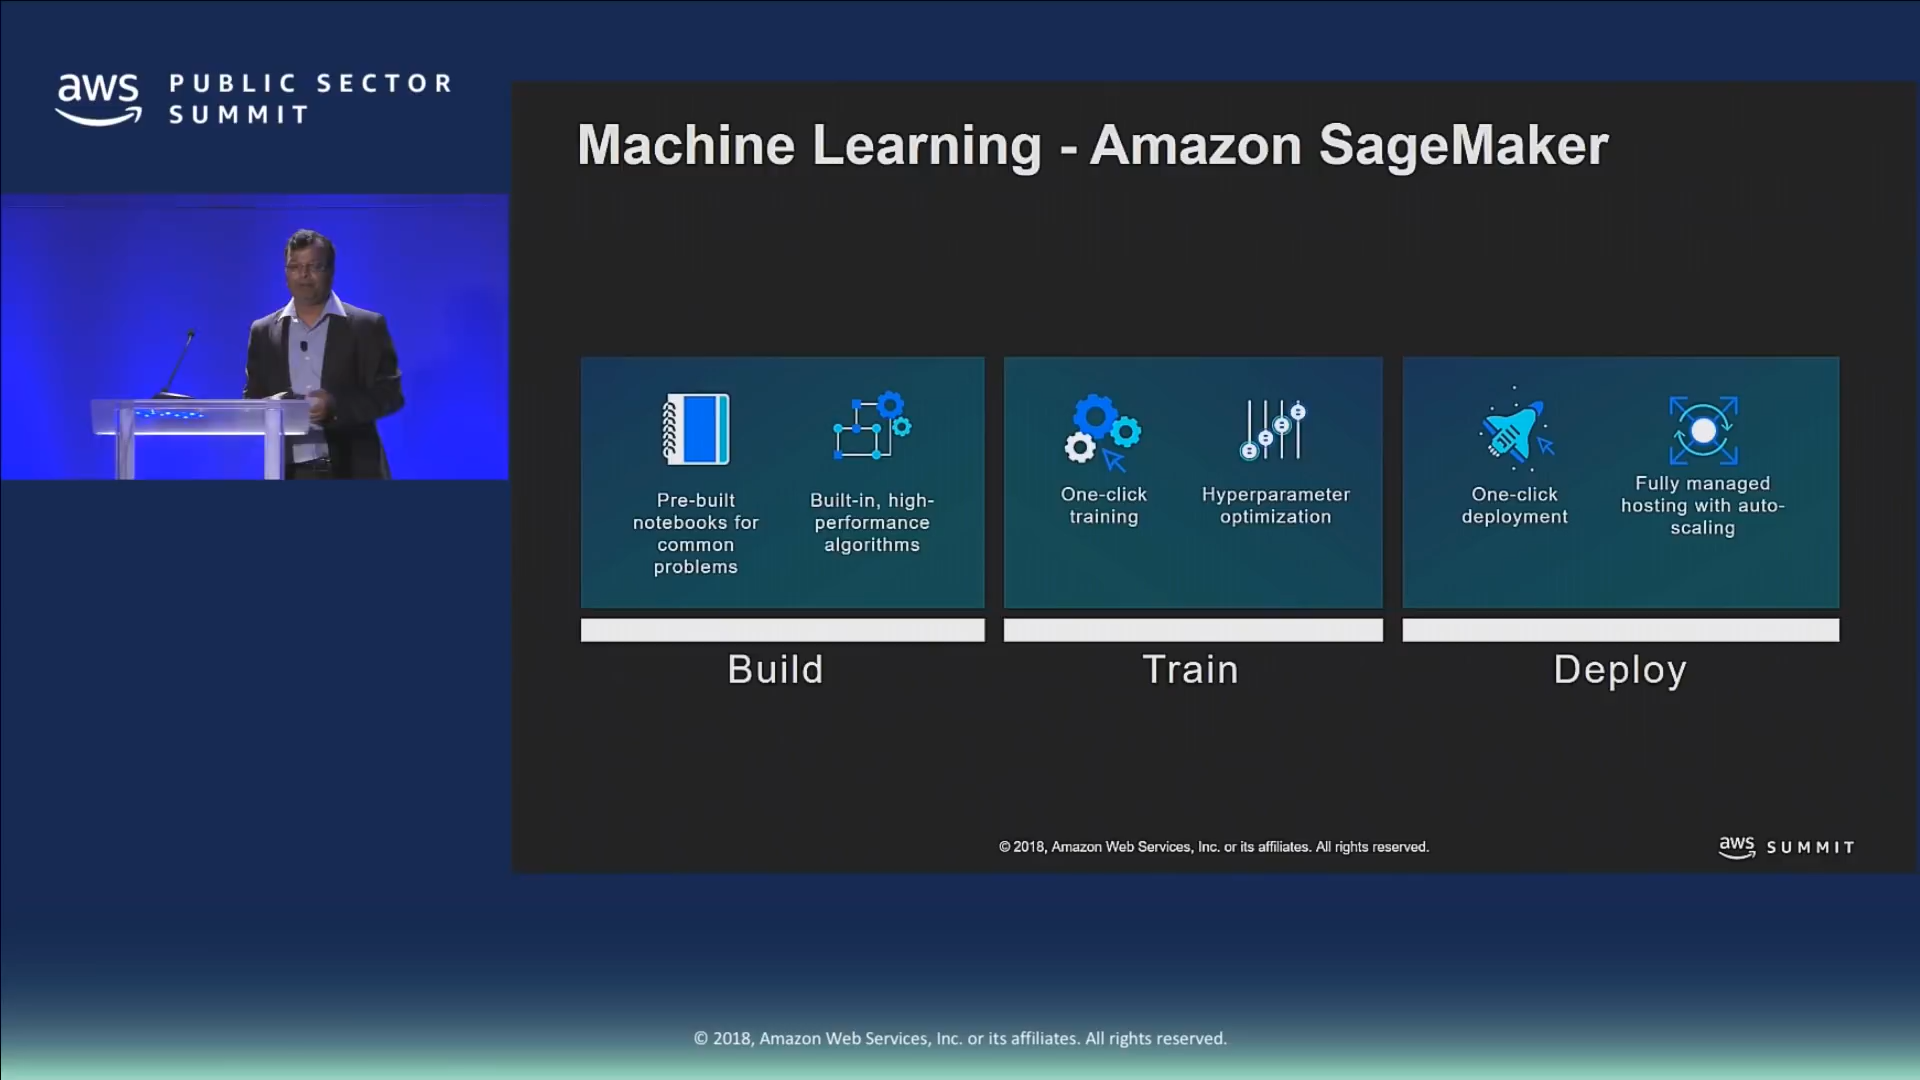 aws PUBLIC SECTOR
SUMMIT
Machine Learning - Amazon SageMaker
Pre-built
notebooks for
common
problems
Built-in, high-
performance
algorithms
One-click
training
Hyperparameter
optimization
One-click
deployment
Fully managed
hosting with auto-
scaling
Build
Train
Deploy
© 2018, Amazon Web Services, Inc. or its affiliates. All rights reserved.
aws SUMMIT
© 2018, Amazon Web Services, Inc. or its affiliates. All rights reserved.